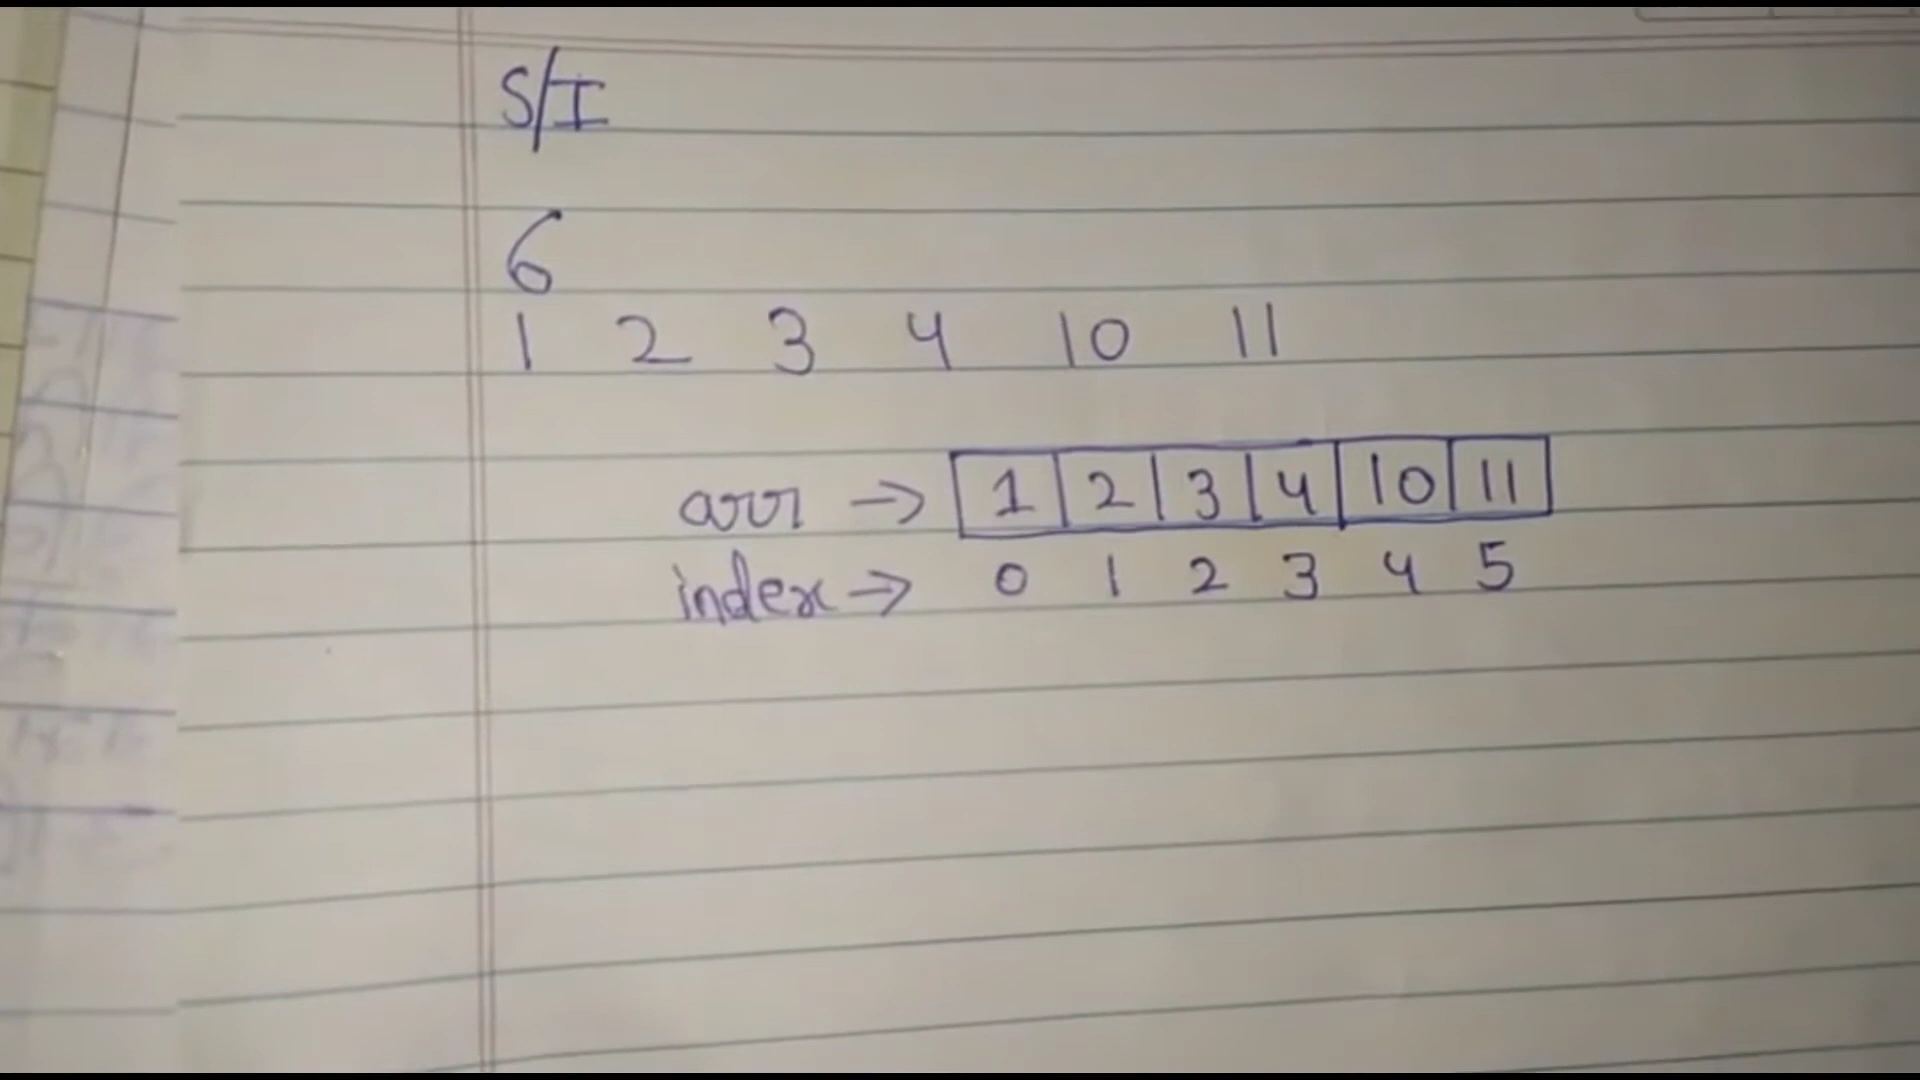 S/I
6
1 2 3 4 10 11
arr → 1 2 3 4 10 11
index → 0 1 2 3 4 5